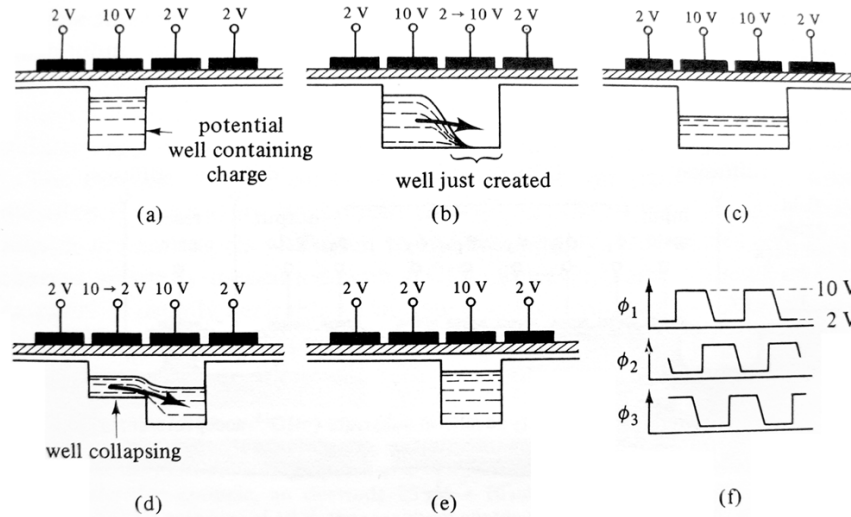 2 V 10 V 2 V 2 V
2 V 10 V 2 → 10 V 2 V
2 V 10 V 10 V 2 V
potential
well containing
charge
well just created
(a)
(b)
(c)
2 V 10 → 2 V 10 V 2 V
2 V 2 V 10 V 2 V
ϕ1
10 V
2 V
ϕ2
ϕ3
well collapsing
(d)
(e)
(f)